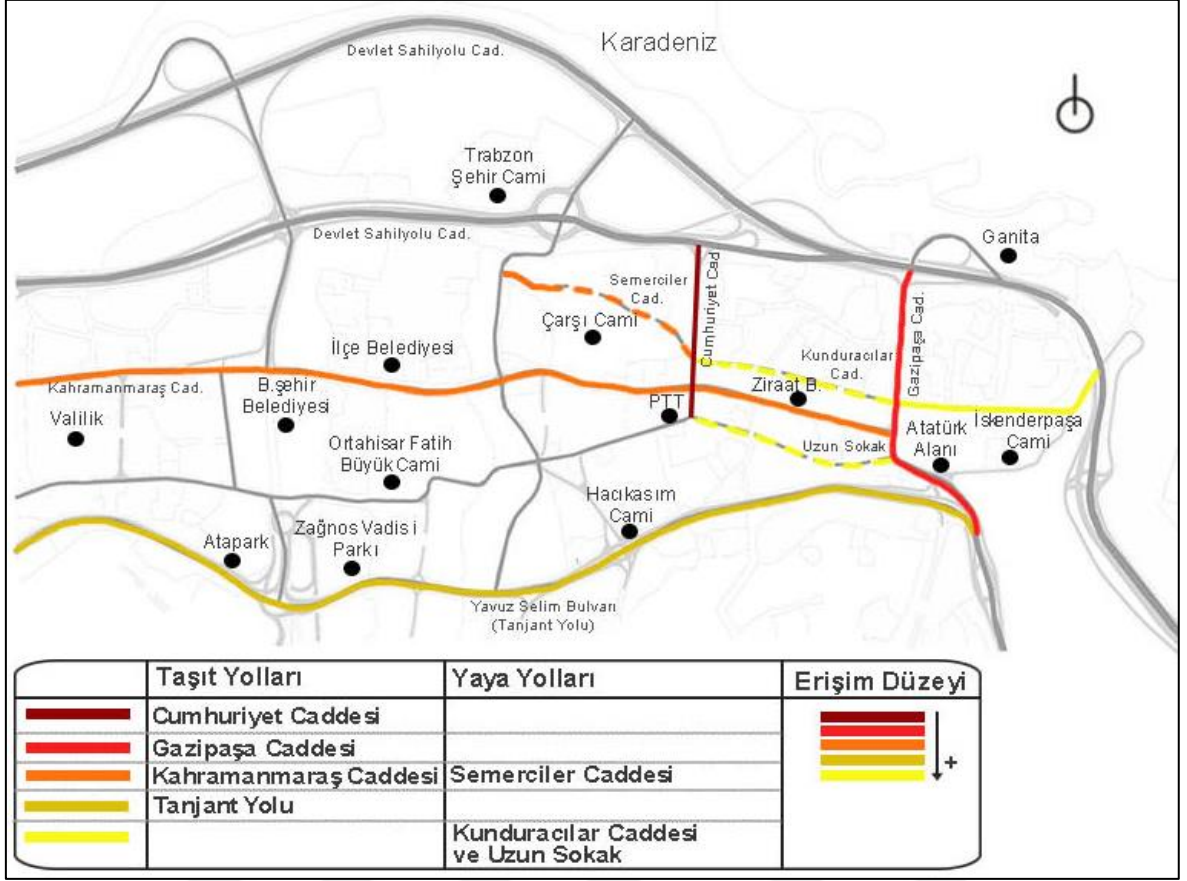 Karadeniz
Devlet Sahilyolu Cad.
Devlet Sahilyolu Cad.
Trabzon
Şehir Cami
Devlet Sahilyolu Cad.
Ganita
Semerciler
Cad.
Cumhuriyet Cad
Gazipaşa Cad.
Çarşı Cami
İlçe Belediyesi
Kunduracılar
Cad.
Kahramanmaraş Cad.
B.şehir
Belediyesi
Ziraat B.
PTT
Valilik
Uzun Sokak
Atatürk
Alanı
İskenderpaşa
Cami
Ortahisar Fatih
Büyük Cami
Hacıkasım
Cami
Atapark
Zağnos Vadisi
Parkı
Yavuz Selim Bulvarı
(Tanjant Yolu)
Taşıt Yolları Yaya Yolları Erişim Düzeyi
Cumhuriyet Caddesi
Gazipaşa Caddesi
Kahramanmaraş Caddesi Semerciler Caddesi
+
Tanjant Yolu
Kunduracılar Caddesi
ve Uzun Sokak